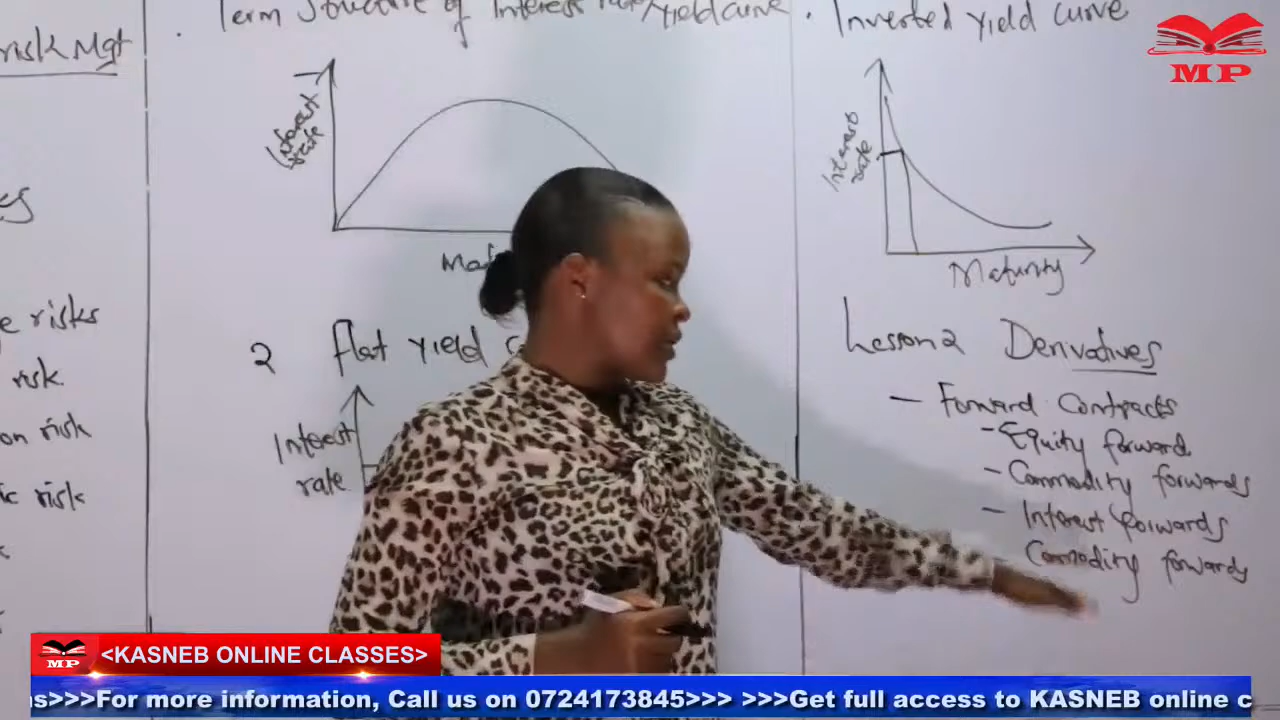 risk Mgt
e risks
risk
on risk
ic risk
Term Structure of Interest rate/yield curve
Interest
rate
2 flat yield
Interest
rate
Inverted yield curve
Interest
rate
Maturity
Lesson 2 Derivatives
- Forward Contracts
- Equity forward
- Commodity forwards
- Interest forwards
Commodity forwards
MP
MP
<KASNEB ONLINE CLASSES>
s>>>For more information, Call us on 0724173845>>> >>>Get full access to KASNEB online c